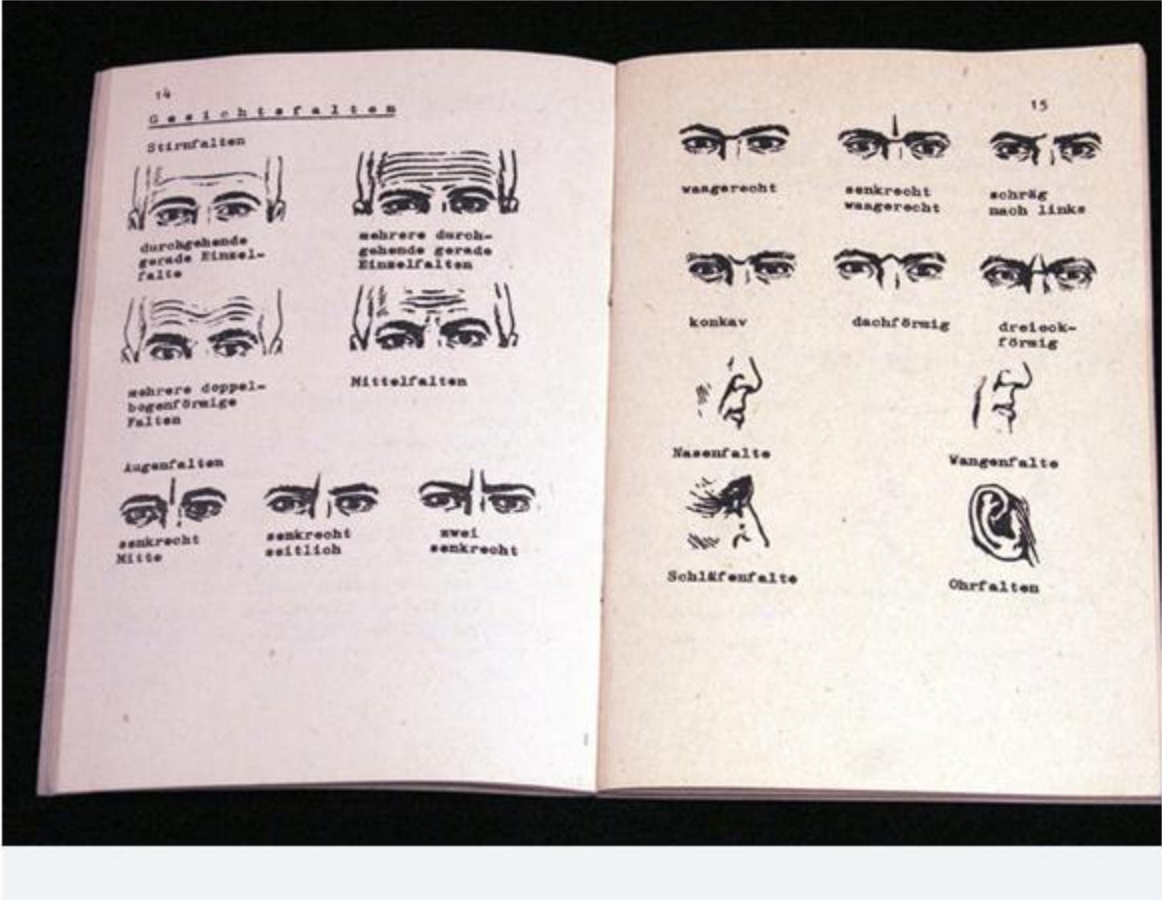 14
Gesichtsfalten
Stirnfalten
durchgehende
gerade Einzel-
falte
mehrere durch-
gehende gerade
Einzelfalten
mehrere doppel-
bogenförmige
Falten
Mittelfalten
Augenfalten
senkrecht
Mitte
senkrecht
seitlich
zwei
senkrecht
15
waagerecht
senkrecht
waagerecht
schräg
nach links
konkav
dachförmig
dreieck-
förmig
Nasenfalte
Wangenfalte
Schläfenfalte
Ohrfalten